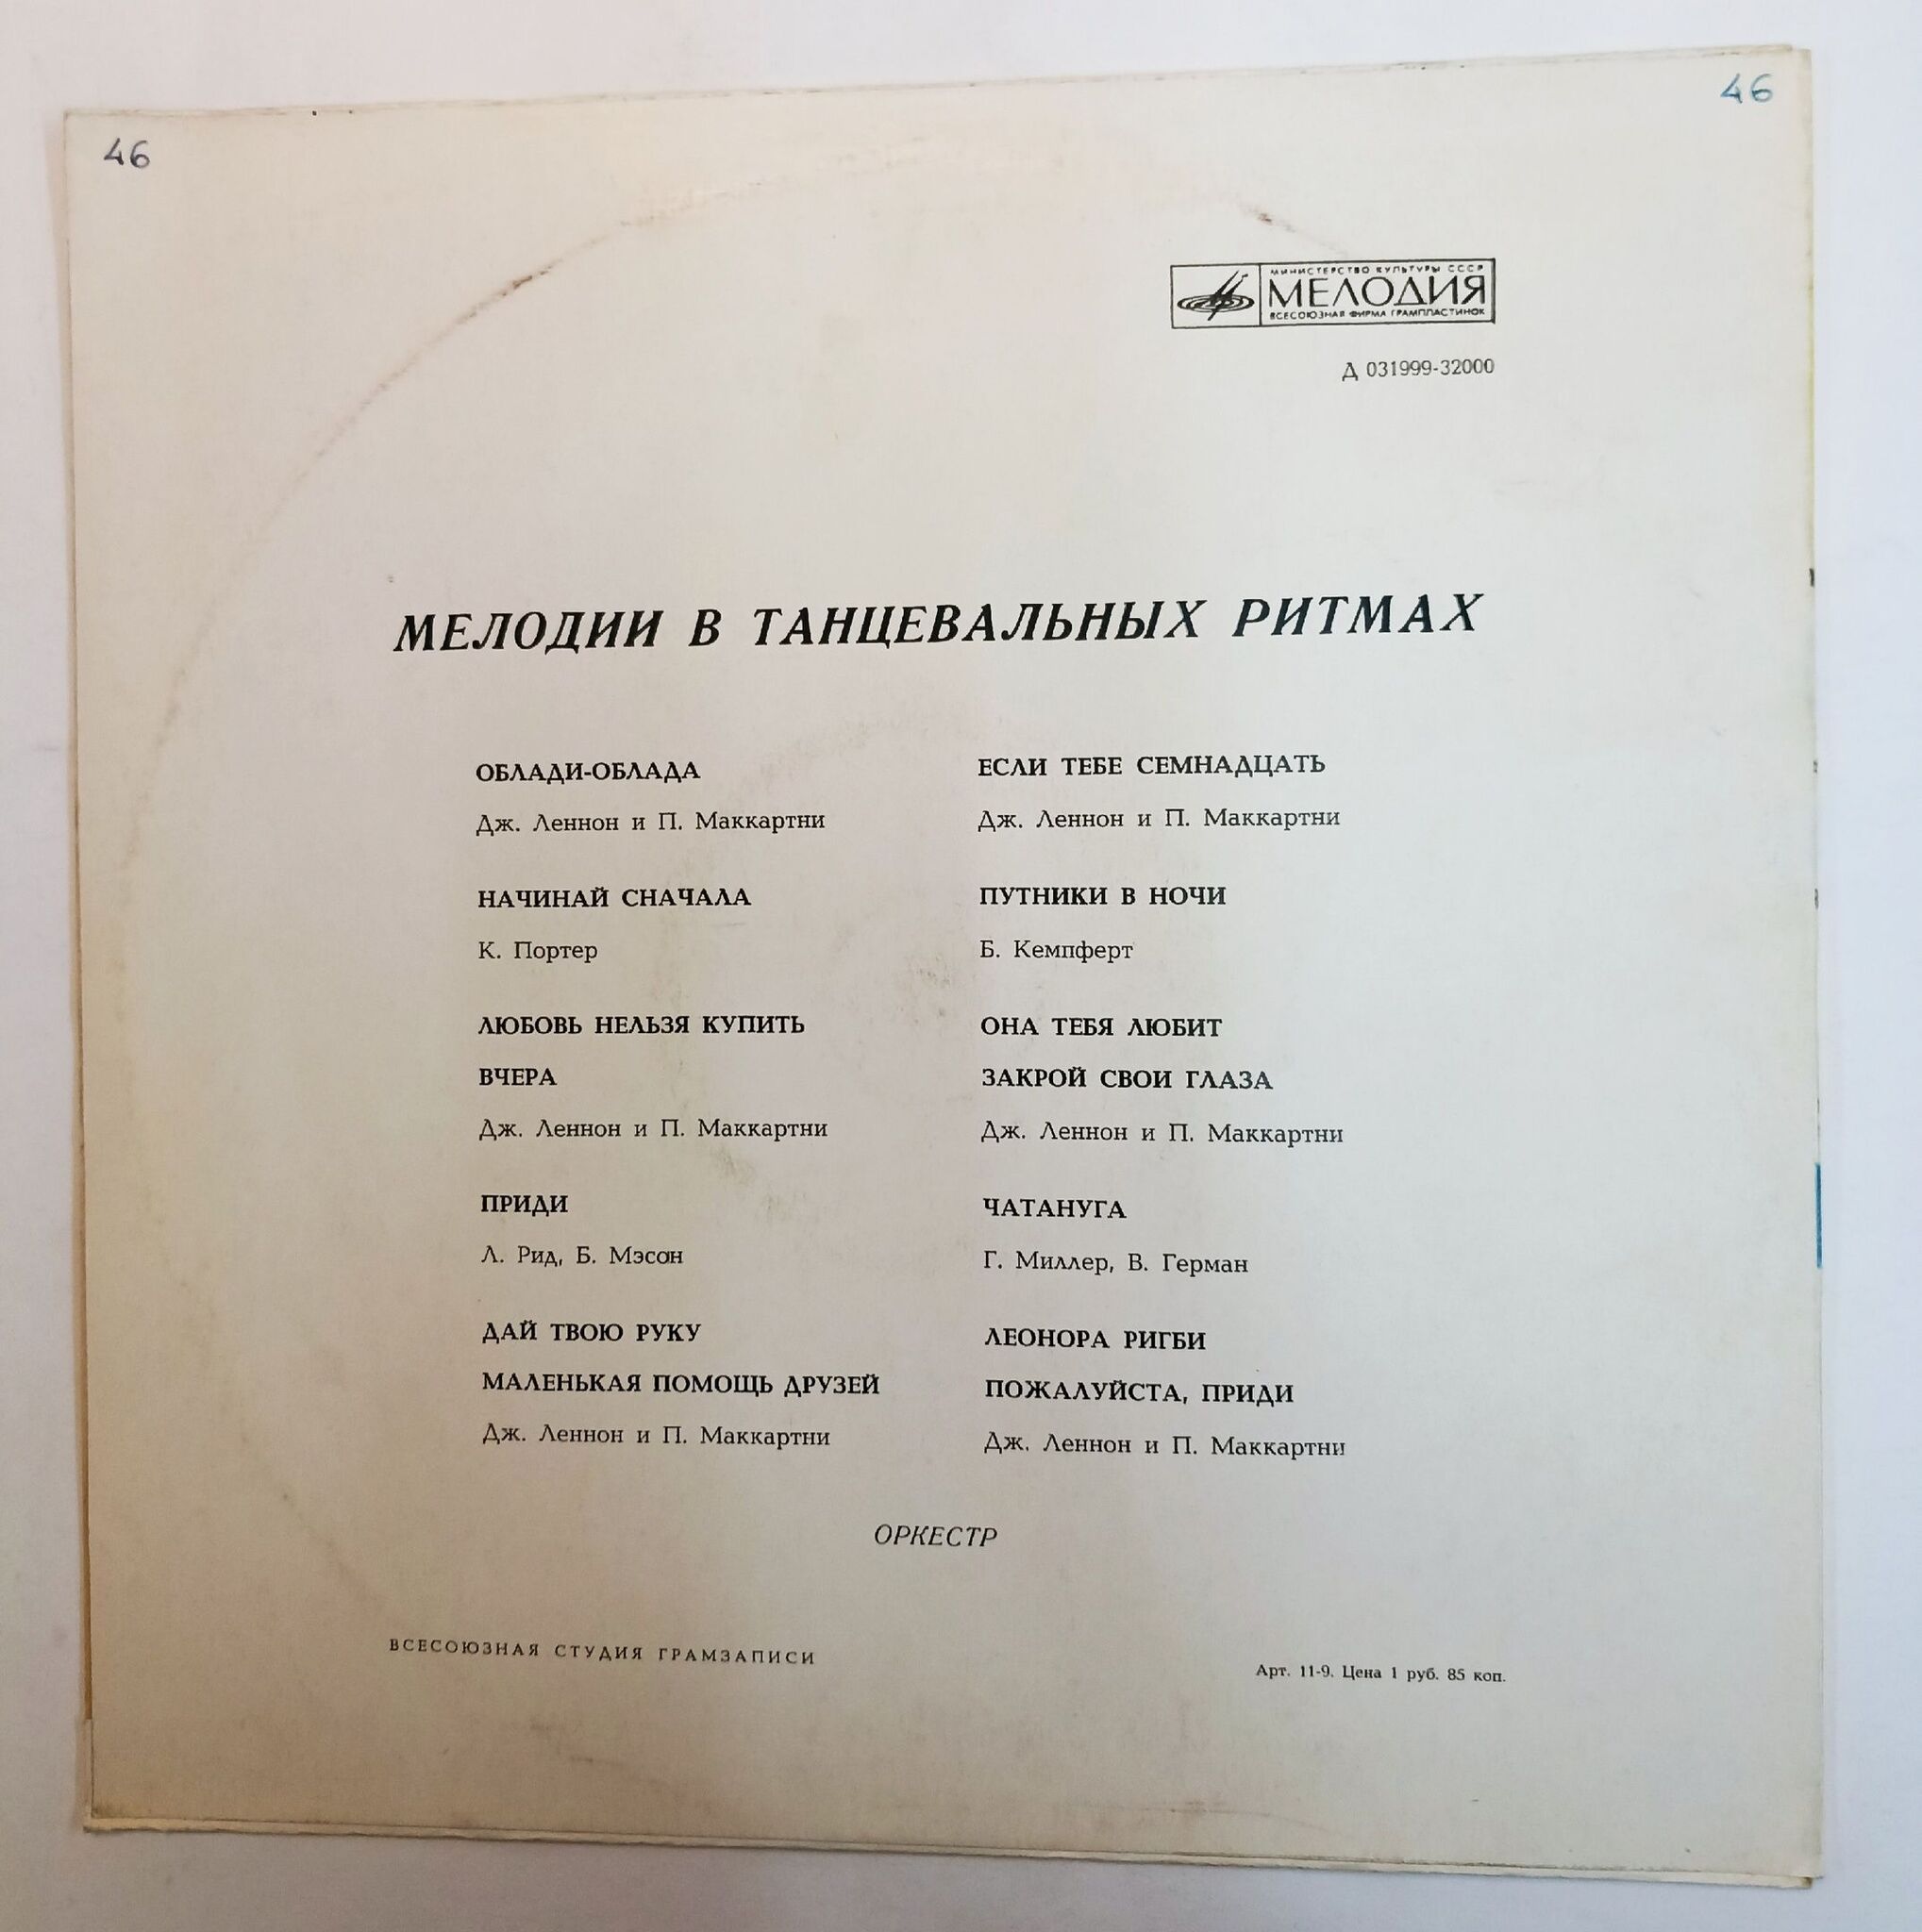 46
46
МИНИСТЕРСТВО КУЛЬТУРЫ СССР
МЕЛОДИЯ
ВСЕСОЮЗНАЯ ФИРМА ГРАМПЛАСТИНОК
Д 031999-32000
МЕЛОДИИ В ТАНЦЕВАЛЬНЫХ РИТМАХ
ОБЛАДИ-ОБЛАДА
Дж. Леннон и П. Маккартни
НАЧИНАЙ СНАЧАЛА
К. Портер
ЛЮБОВЬ НЕЛЬЗЯ КУПИТЬ
ВЧЕРА
Дж. Леннон и П. Маккартни
ПРИДИ
Л. Рид, Б. Мэсон
ДАЙ ТВОЮ РУКУ
МАЛЕНЬКАЯ ПОМОЩЬ ДРУЗЕЙ
Дж. Леннон и П. Маккартни
ЕСЛИ ТЕБЕ СЕМНАДЦАТЬ
Дж. Леннон и П. Маккартни
ПУТНИКИ В НОЧИ
Б. Кемпферт
ОНА ТЕБЯ ЛЮБИТ
ЗАКРОЙ СВОИ ГЛАЗА
Дж. Леннон и П. Маккартни
ЧАТАНУГА
Г. Миллер, В. Герман
ЛЕОНОРА РИГБИ
ПОЖАЛУЙСТА, ПРИДИ
Дж. Леннон и П. Маккартни
ОРКЕСТР
ВСЕСОЮЗНАЯ СТУДИЯ ГРАМЗАПИСИ
Арт. 11-9. Цена 1 руб. 85 коп.